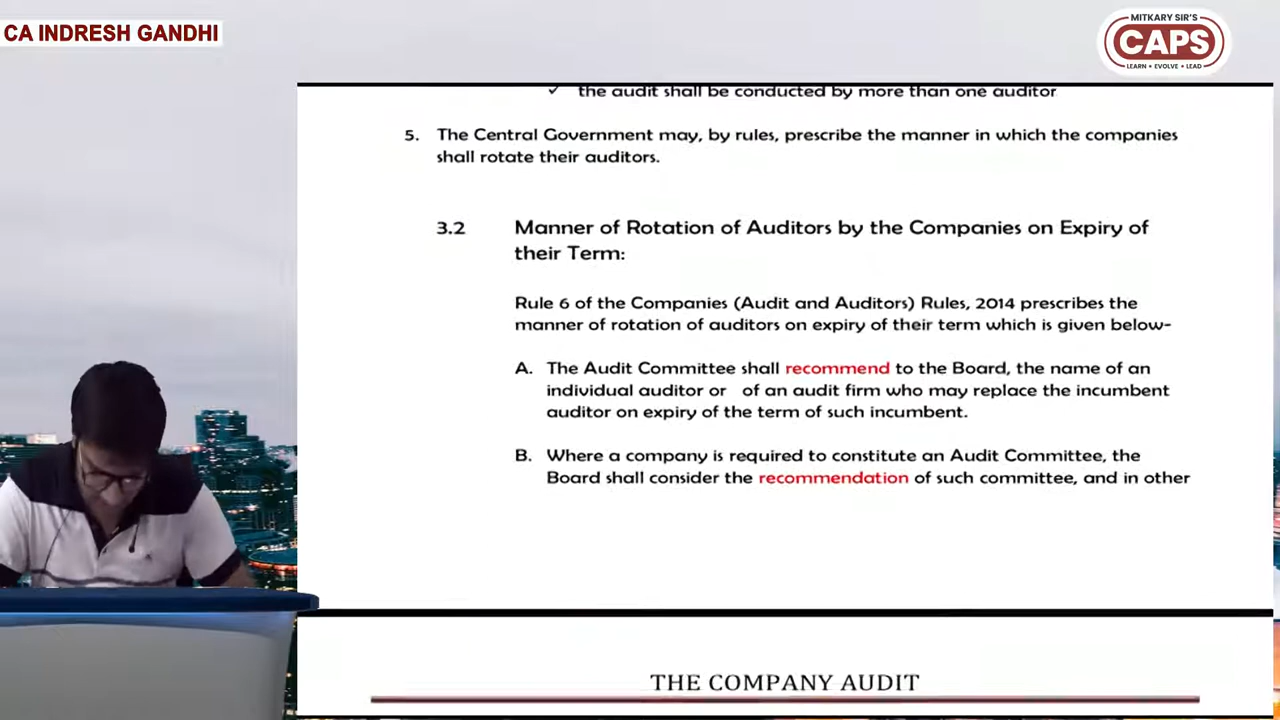 CA INDRESH GANDHI
MITKARY SIR'S
CAPS
LEARN • EVOLVE • LEAD
✓ the audit shall be conducted by more than one auditor
5. The Central Government may, by rules, prescribe the manner in which the companies
shall rotate their auditors.
3.2 Manner of Rotation of Auditors by the Companies on Expiry of
their Term:
Rule 6 of the Companies (Audit and Auditors) Rules, 2014 prescribes the
manner of rotation of auditors on expiry of their term which is given below-
A. The Audit Committee shall recommend to the Board, the name of an
individual auditor or of an audit firm who may replace the incumbent
auditor on expiry of the term of such incumbent.
B. Where a company is required to constitute an Audit Committee, the
Board shall consider the recommendation of such committee, and in other
THE COMPANY AUDIT